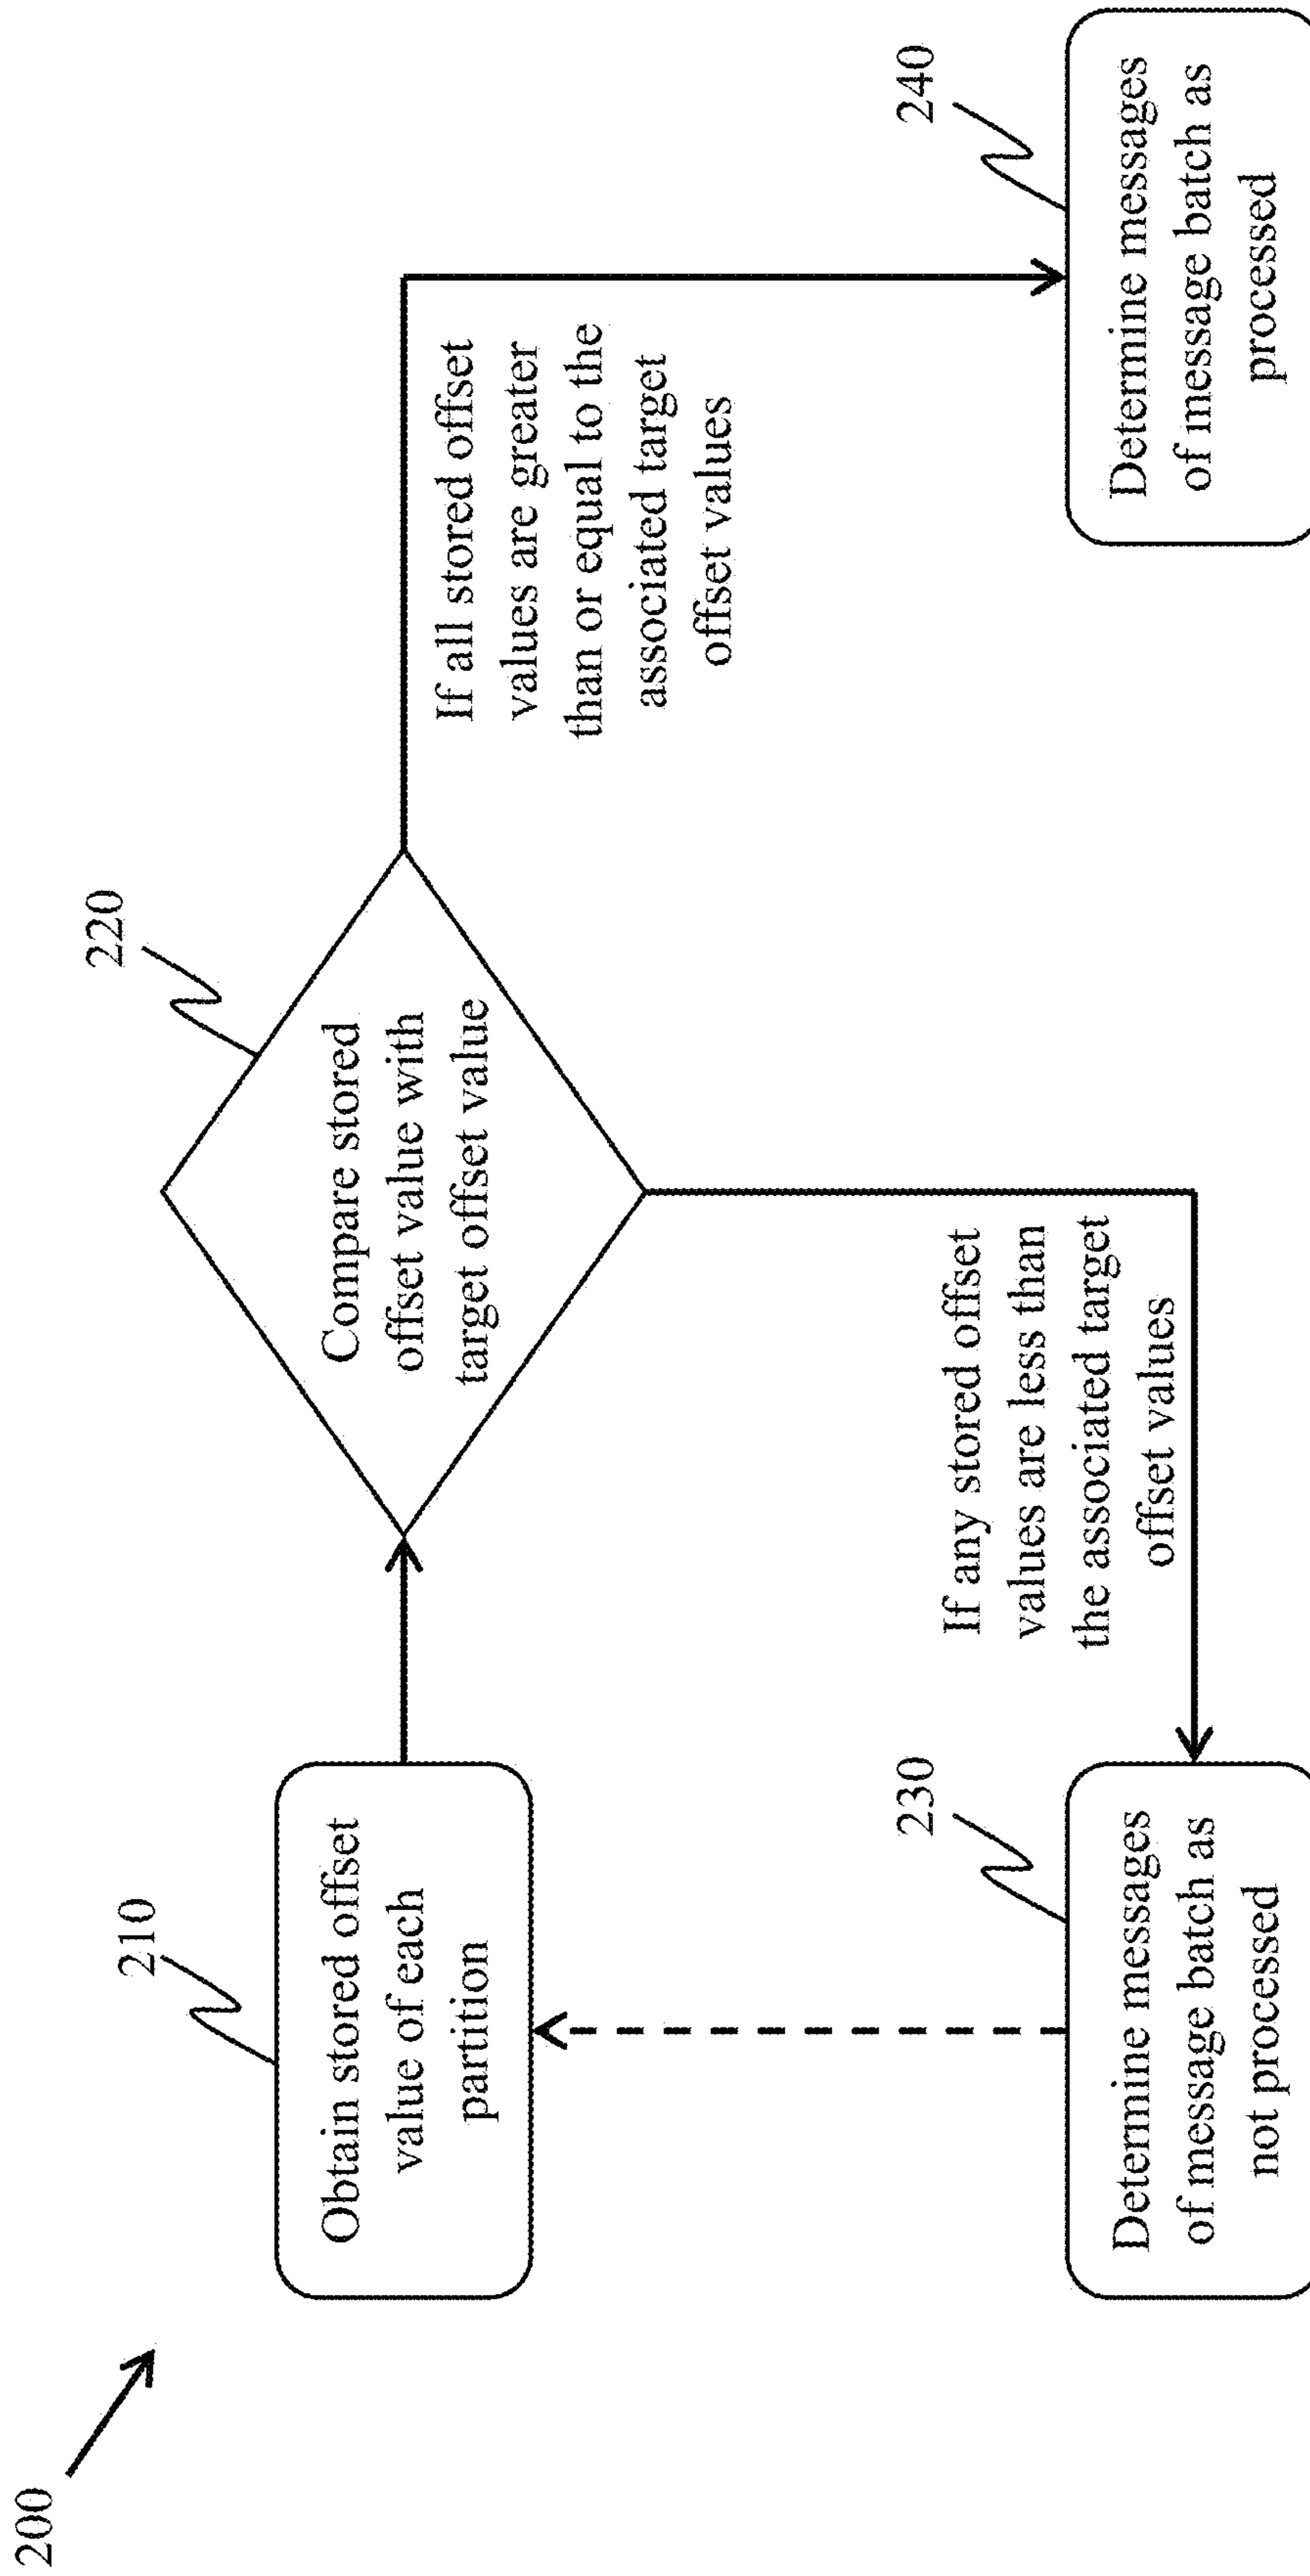 200
210
Obtain stored offset
value of each
partition
220
Compare stored
offset value with
target offset value
If all stored offset
values are greater
than or equal to the
associated target
offset values
If any stored offset
values are less than
the associated target
offset values
230
Determine messages
of message batch as
not processed
240
Determine messages
of message batch as
processed